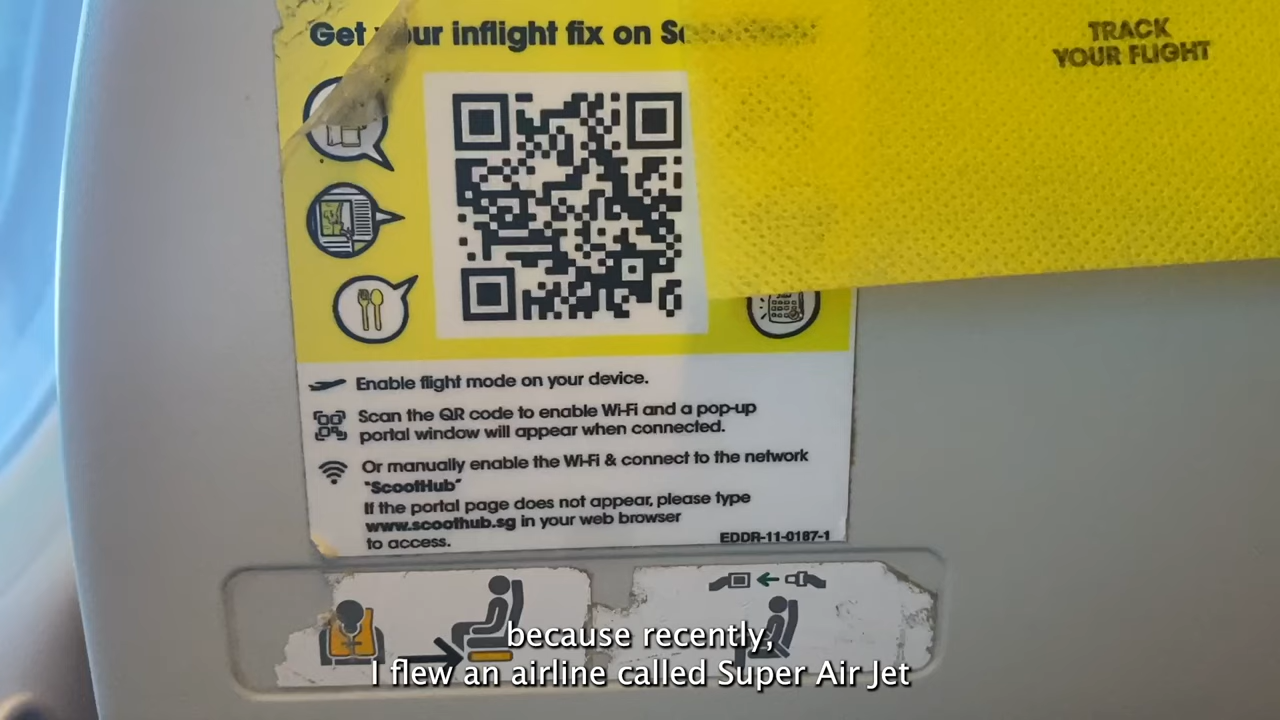 Get your inflight fix on
TRACK
YOUR FLIGHT
Enable flight mode on your device.
Scan the QR code to enable Wi-Fi and a pop-up
portal window will appear when connected.
Or manually enable the Wi-Fi & connect to the network
"ScootHub"
If the portal page does not appear, please type
www.scoothub.sg in your web browser
to access.
EDDR-11-0187-1
because recently,
I flew an airline called Super Air Jet